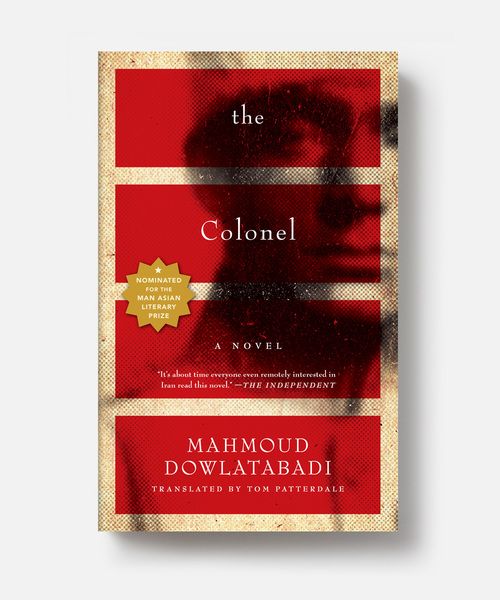 the
Colonel
NOMINATED
FOR THE
MAN ASIAN
LITERARY
PRIZE
A NOVEL
"It's about time everyone even remotely interested in
Iran read this novel." —THE INDEPENDENT
MAHMOUD
DOWLATABADI
TRANSLATED BY TOM PATTERDALE